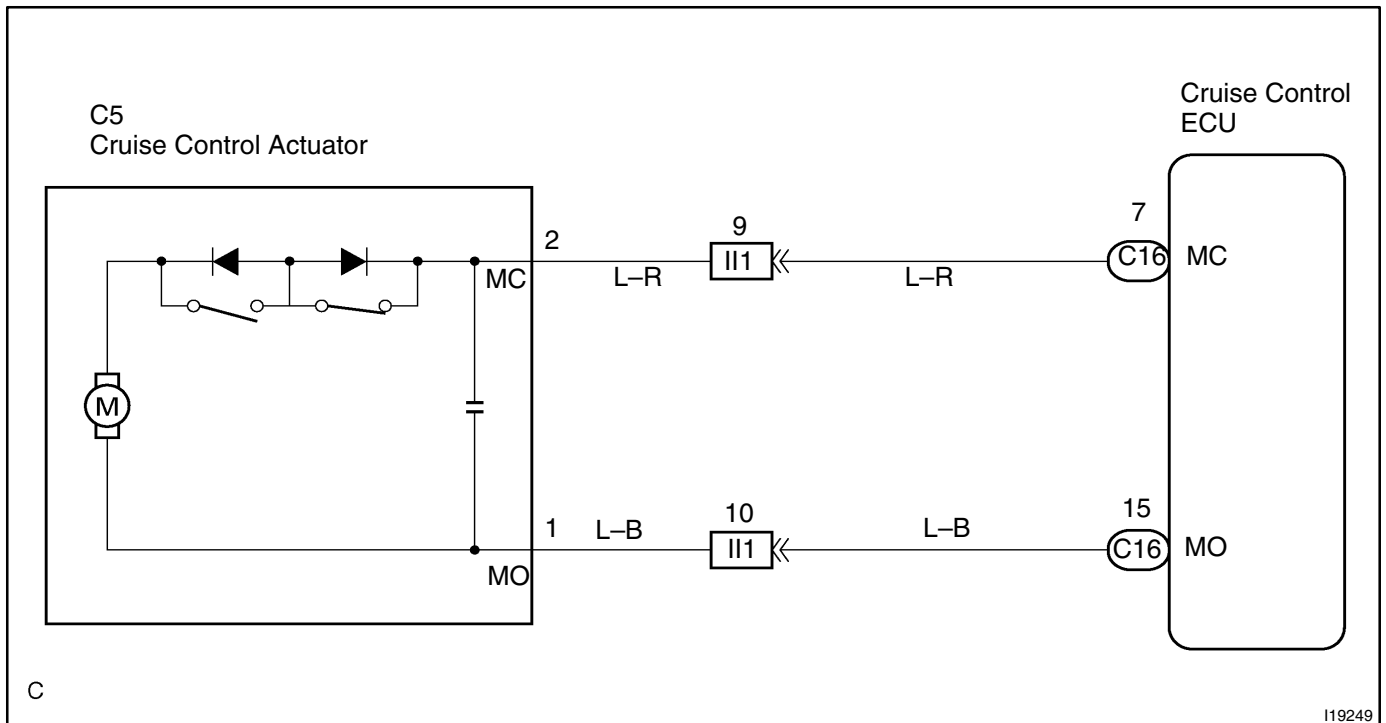 C5
Cruise Control Actuator
Cruise Control
ECU
2
9
7
II1
C16
MC
MC
L–R
L–R
M
1
L–B
10
L–B
15
II1
C16
MO
MO
C
I19249